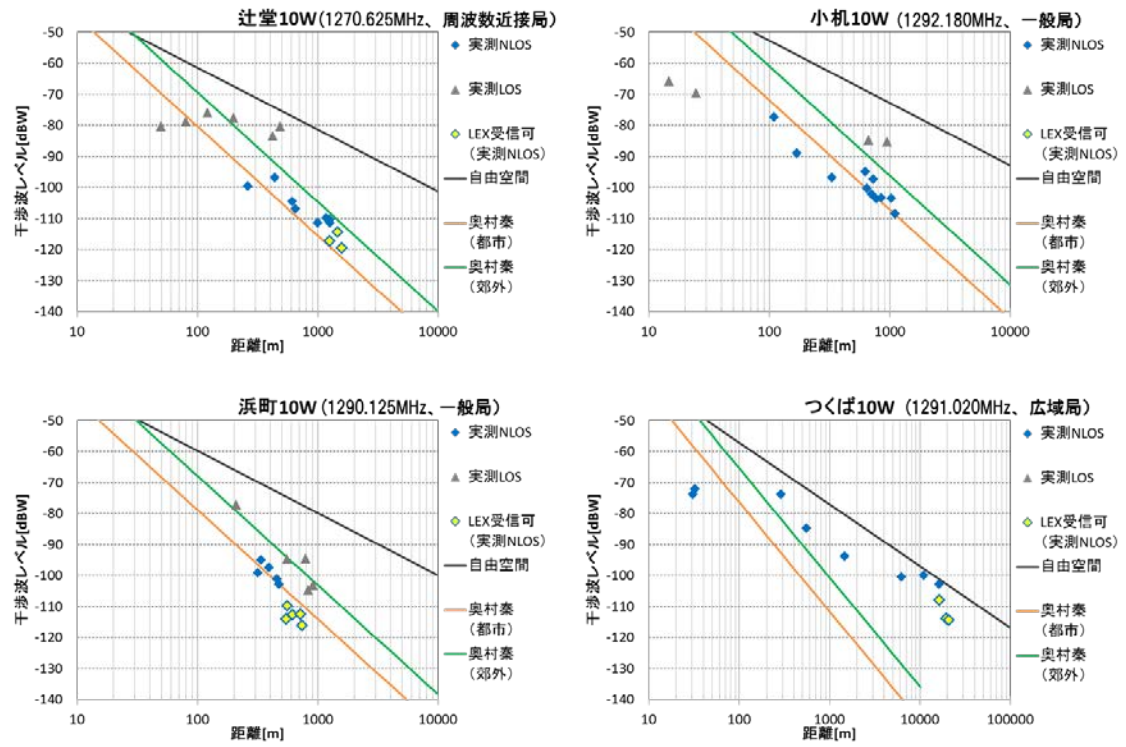 辻堂10W(1270.625MHz、周波数近接局)
干渉波レベル[dBW]
-50
-60
-70
-80
-90
-100
-110
-120
-130
-140
10
100
1000
10000
距離[m]
実測NLOS
実測LOS
LEX受信可
(実測NLOS)
自由空間
奥村秦
(都市)
奥村秦
(郊外)
小机10W (1292.180MHz、一般局)
干渉波レベル[dBW]
-50
-60
-70
-80
-90
-100
-110
-120
-130
-140
10
100
1000
10000
距離[m]
実測NLOS
実測LOS
LEX受信可
(実測NLOS)
自由空間
奥村秦
(都市)
奥村秦
(郊外)
浜町10W (1290.125MHz、一般局)
干渉波レベル[dBW]
-50
-60
-70
-80
-90
-100
-110
-120
-130
-140
10
100
1000
10000
距離[m]
実測NLOS
実測LOS
LEX受信可
(実測NLOS)
自由空間
奥村秦
(都市)
奥村秦
(郊外)
つくば10W (1291.020MHz、広域局)
干渉波レベル[dBW]
-50
-60
-70
-80
-90
-100
-110
-120
-130
-140
10
100
1000
10000
100000
距離[m]
実測NLOS
実測LOS
LEX受信可
(実測NLOS)
自由空間
奥村秦
(都市)
奥村秦
(郊外)